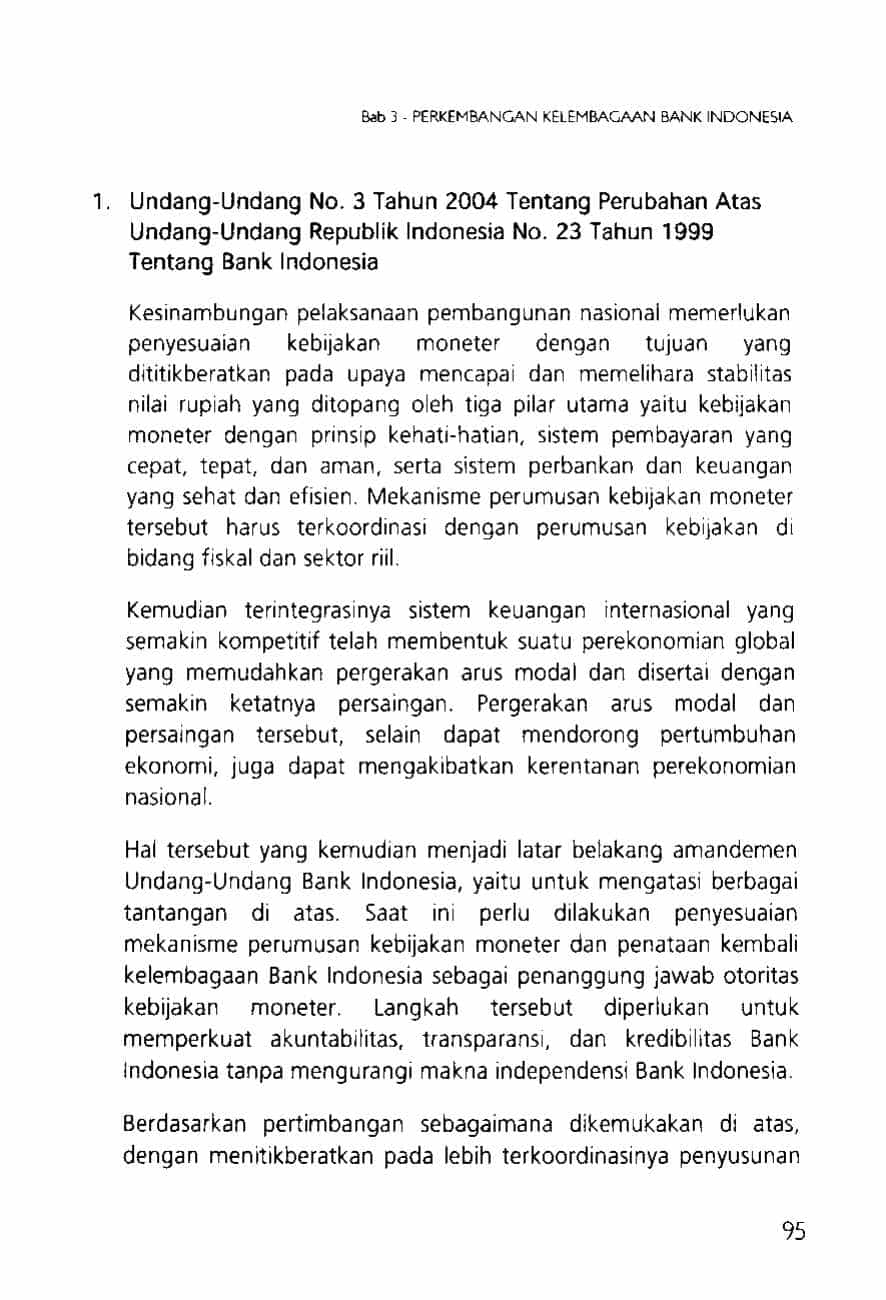 Bab 3 - PERKEMBANGAN KELEMBAGAAN BANK INDONESIA
1. Undang-Undang No. 3 Tahun 2004 Tentang Perubahan Atas
Undang-Undang Republik Indonesia No. 23 Tahun 1999
Tentang Bank Indonesia
Kesinambungan pelaksanaan pembangunan nasional memerlukan
penyesuaian kebijakan moneter dengan tujuan yang
dititikberatkan pada upaya mencapai dan memelihara stabilitas
nilai rupiah yang ditopang oleh tiga pilar utama yaitu kebijakan
moneter dengan prinsip kehati-hatian, sistem pembayaran yang
cepat, tepat, dan aman, serta sistem perbankan dan keuangan
yang sehat dan efisien. Mekanisme perumusan kebijakan moneter
tersebut harus terkoordinasi dengan perumusan kebijakan di
bidang fiskal dan sektor riil.
Kemudian terintegrasinya sistem keuangan internasional yang
semakin kompetitif telah membentuk suatu perekonomian global
yang memudahkan pergerakan arus modal dan disertai dengan
semakin ketatnya persaingan. Pergerakan arus modal dan
persaingan tersebut, selain dapat mendorong pertumbuhan
ekonomi, juga dapat mengakibatkan kerentanan perekonomian
nasional.
Hal tersebut yang kemudian menjadi latar belakang amandemen
Undang-Undang Bank Indonesia, yaitu untuk mengatasi berbagai
tantangan di atas. Saat ini perlu dilakukan penyesuaian
mekanisme perumusan kebijakan moneter dan penataan kembali
kelembagaan Bank Indonesia sebagai penanggung jawab otoritas
kebijakan moneter. Langkah tersebut diperlukan untuk
memperkuat akuntabilitas, transparansi, dan kredibilitas Bank
Indonesia tanpa mengurangi makna independensi Bank Indonesia.
Berdasarkan pertimbangan sebagaimana dikemukakan di atas,
dengan menitikberatkan pada lebih terkoordinasinya penyusunan
95